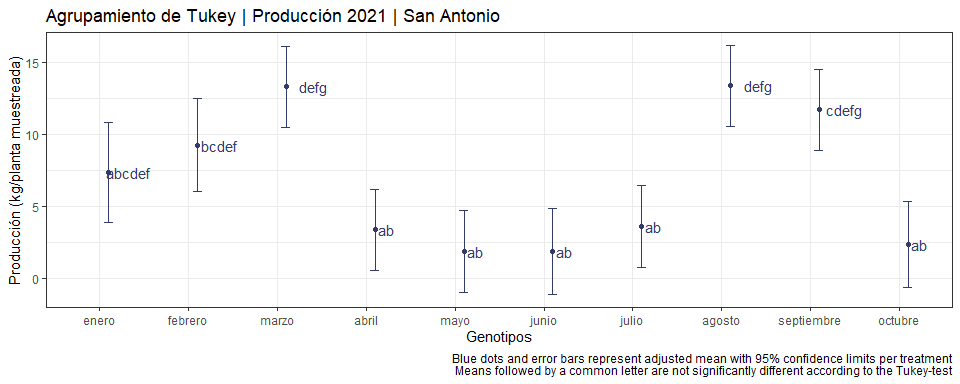 Agrupamiento de Tukey | Producción 2021 | San Antonio
Producción (kg/planta muestreada)
15
10
5
0
abcdef
bcdef
defg
ab
ab
ab
ab
defg
cdefg
ab
enero febrero marzo abril mayo junio julio agosto septiembre octubre
Genotipos
Blue dots and error bars represent adjusted mean with 95% confidence limits per treatment
Means followed by a common letter are not significantly different according to the Tukey-test